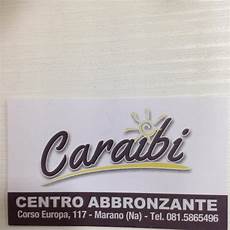 Caraibi
CENTRO ABBRONZANTE
Corso Europa, 117 - Marano (Na) - Tel. 081.5865496